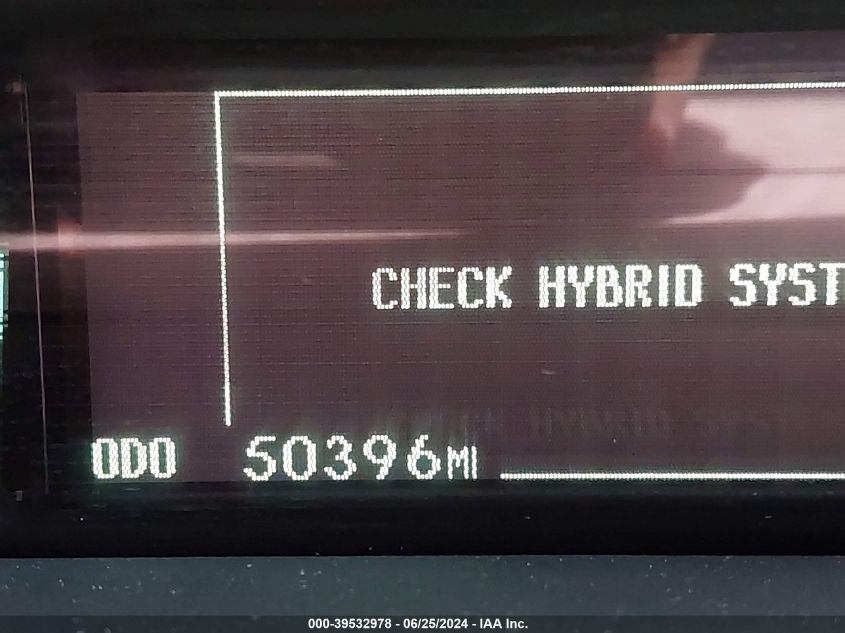 CHECK HYBRID SYST
ODO 50396MI
000-39532978 - 06/25/2024 - IAA Inc.